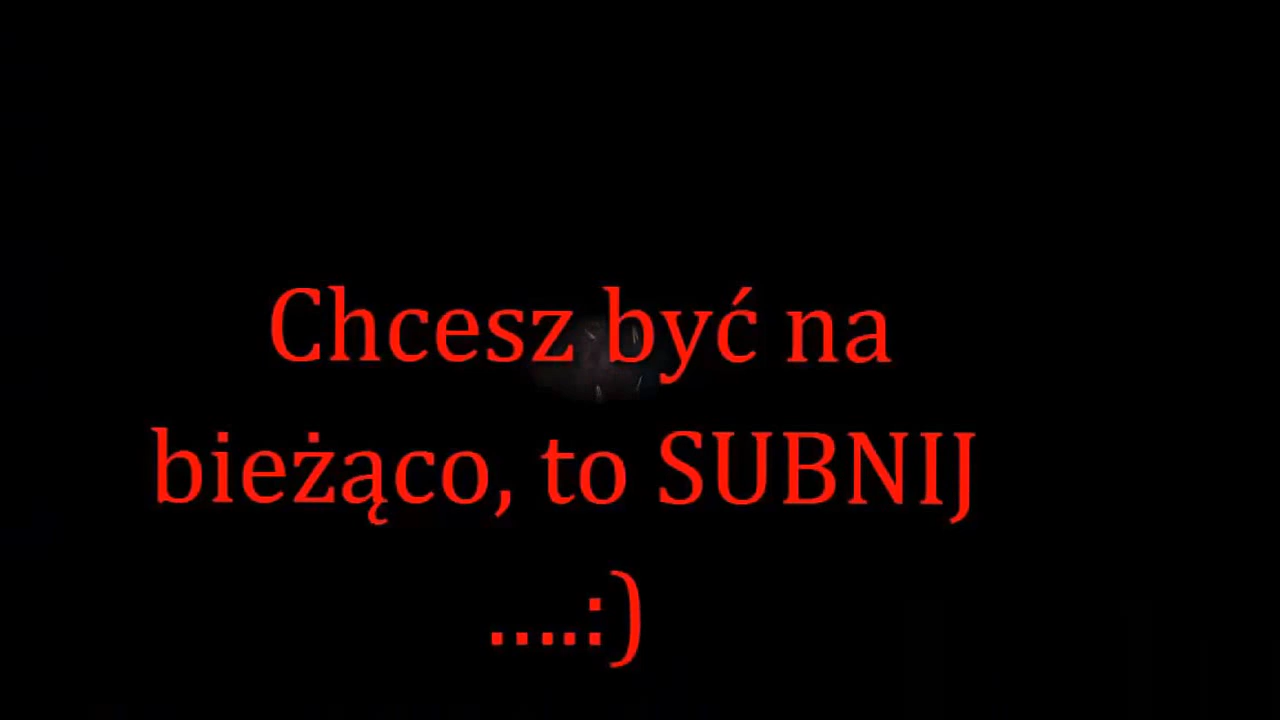 Chcesz być na
bieżąco, to SUBNIJ
....:)